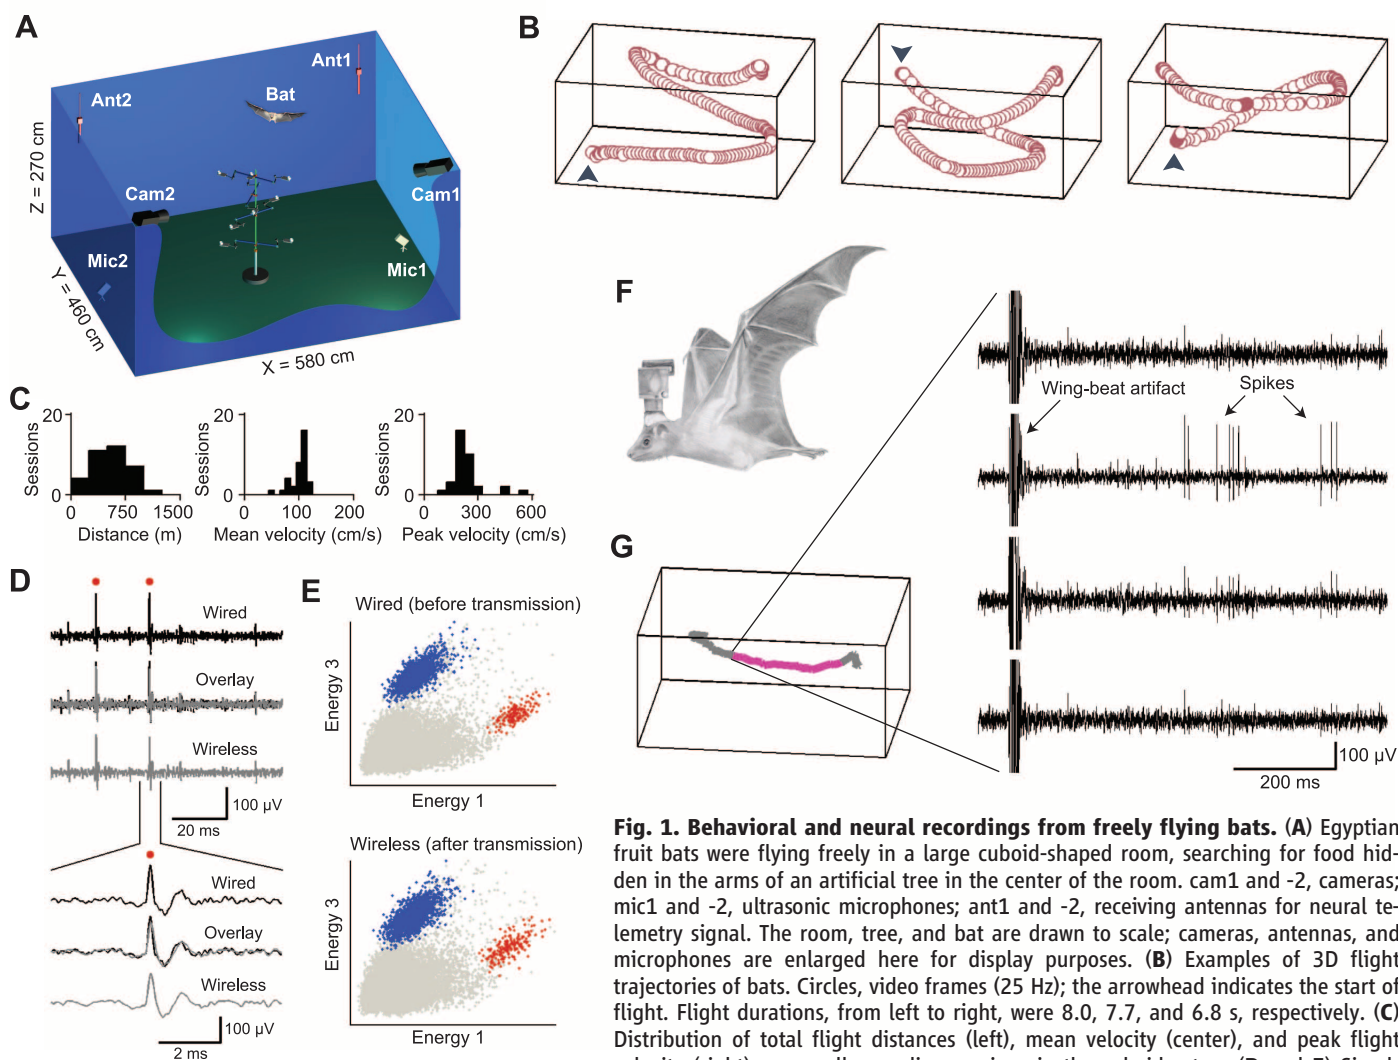 A
Ant1
Ant2
Bat
Cam2
Cam1
Mic2
Mic1
Z = 270 cm
Y = 460 cm
X = 580 cm
B
C
20
0
Sessions
0 750 1500
Distance (m)
20
0
Sessions
0 100 200
Mean velocity (cm/s)
20
0
Sessions
0 300 600
Peak velocity (cm/s)
D
Wired
Overlay
Wireless
100 µV
20 ms
Wired
Overlay
Wireless
100 µV
2 ms
E
Wired (before transmission)
Energy 3
Energy 1
Wireless (after transmission)
Energy 3
Energy 1
F
Wing-beat artifact
Spikes
G
100 µV
200 ms
Fig. 1. Behavioral and neural recordings from freely flying bats. (A) Egyptian
fruit bats were flying freely in a large cuboid-shaped room, searching for food hid-
den in the arms of an artificial tree in the center of the room. cam1 and -2, cameras;
mic1 and -2, ultrasonic microphones; ant1 and -2, receiving antennas for neural te-
lemetry signal. The room, tree, and bat are drawn to scale; cameras, antennas, and
microphones are enlarged here for display purposes. (B) Examples of 3D flight
trajectories of bats. Circles, video frames (25 Hz); the arrowhead indicates the start of
flight. Flight durations, from left to right, were 8.0, 7.7, and 6.8 s, respectively. (C)
Distribution of total flight distances (left), mean velocity (center), and peak flight